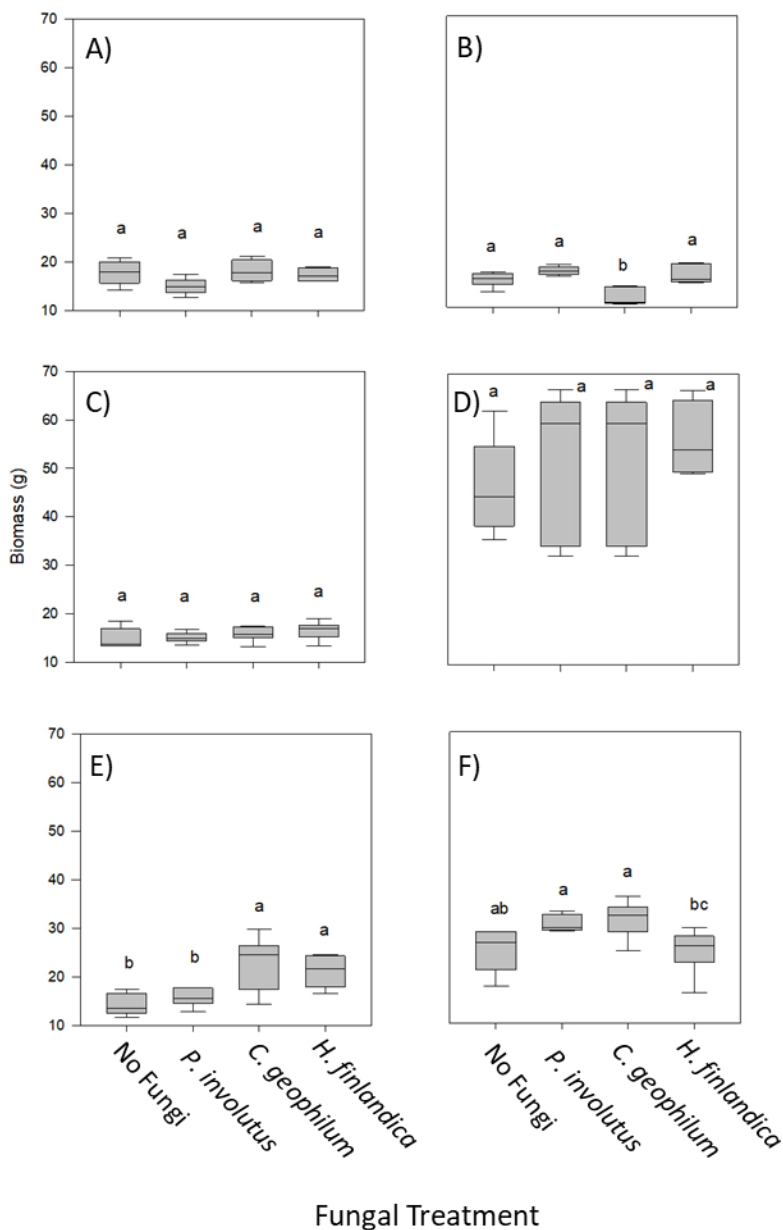 A)
B)
70
60
50
40
30
20
10
a a a a
a a b a
C)
D)
70
60
50
40
30
20
10
Biomass (g)
a a a a
a a a a
E)
F)
70
60
50
40
30
20
10
b b a a
ab a a bc
No Fungi
P. involutus
C. geophilum
H. finlandica
No Fungi
P. involutus
C. geophilum
H. finlandica
Fungal Treatment